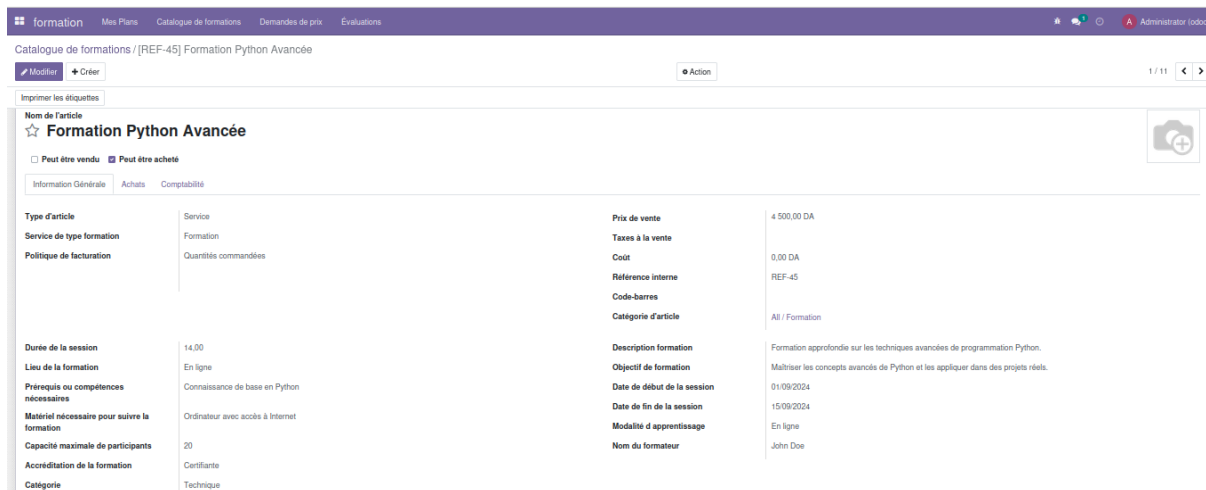 formation Mes Plans Catalogue de formations Demandes de prix Évaluations 1 A Administrator (odoo
Catalogue de formations / [REF-45] Formation Python Avancée
Modifier + Créer Action 1 / 11
Imprimer les étiquettes
Nom de l'article
Formation Python Avancée
Peut être vendu Peut être acheté
Information Générale Achats Comptabilité
Type d'article Service
Service de type formation Formation
Politique de facturation Quantités commandées
Prix de vente 4 500,00 DA
Taxes à la vente
Coût 0,00 DA
Référence interne REF-45
Code-barres
Catégorie d'article All / Formation
Durée de la session 14,00
Lieu de la formation En ligne
Prérequis ou compétences
nécessaires Connaissance de base en Python
Matériel nécessaire pour suivre la
formation Ordinateur avec accès à Internet
Capacité maximale de participants 20
Accréditation de la formation Certifiante
Catégorie Technique
Description formation Formation approfondie sur les techniques avancées de programmation Python.
Objectif de formation Maîtriser les concepts avancés de Python et les appliquer dans des projets réels.
Date de début de la session 01/09/2024
Date de fin de la session 15/09/2024
Modalité d apprentissage En ligne
Nom du formateur John Doe